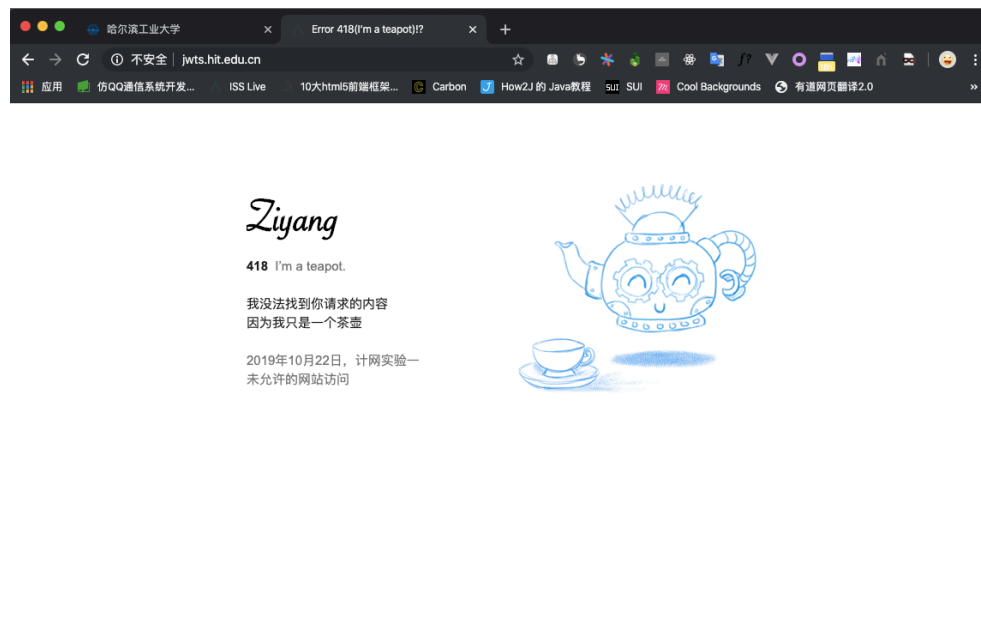 哈尔滨工业大学
Error 418(I'm a teapot)!?
不安全
jwts.hit.edu.cn
应用
仿QQ通信系统开发...
ISS Live
10大html5前端框架...
Carbon
How2J 的 Java教程
SUI
SUI
Cool Backgrounds
有道网页翻译2.0
»
Ziyang
418 I'm a teapot.
我没法找到你请求的内容
因为我只是一个茶壶
2019年10月22日，计网实验一
未允许的网站访问